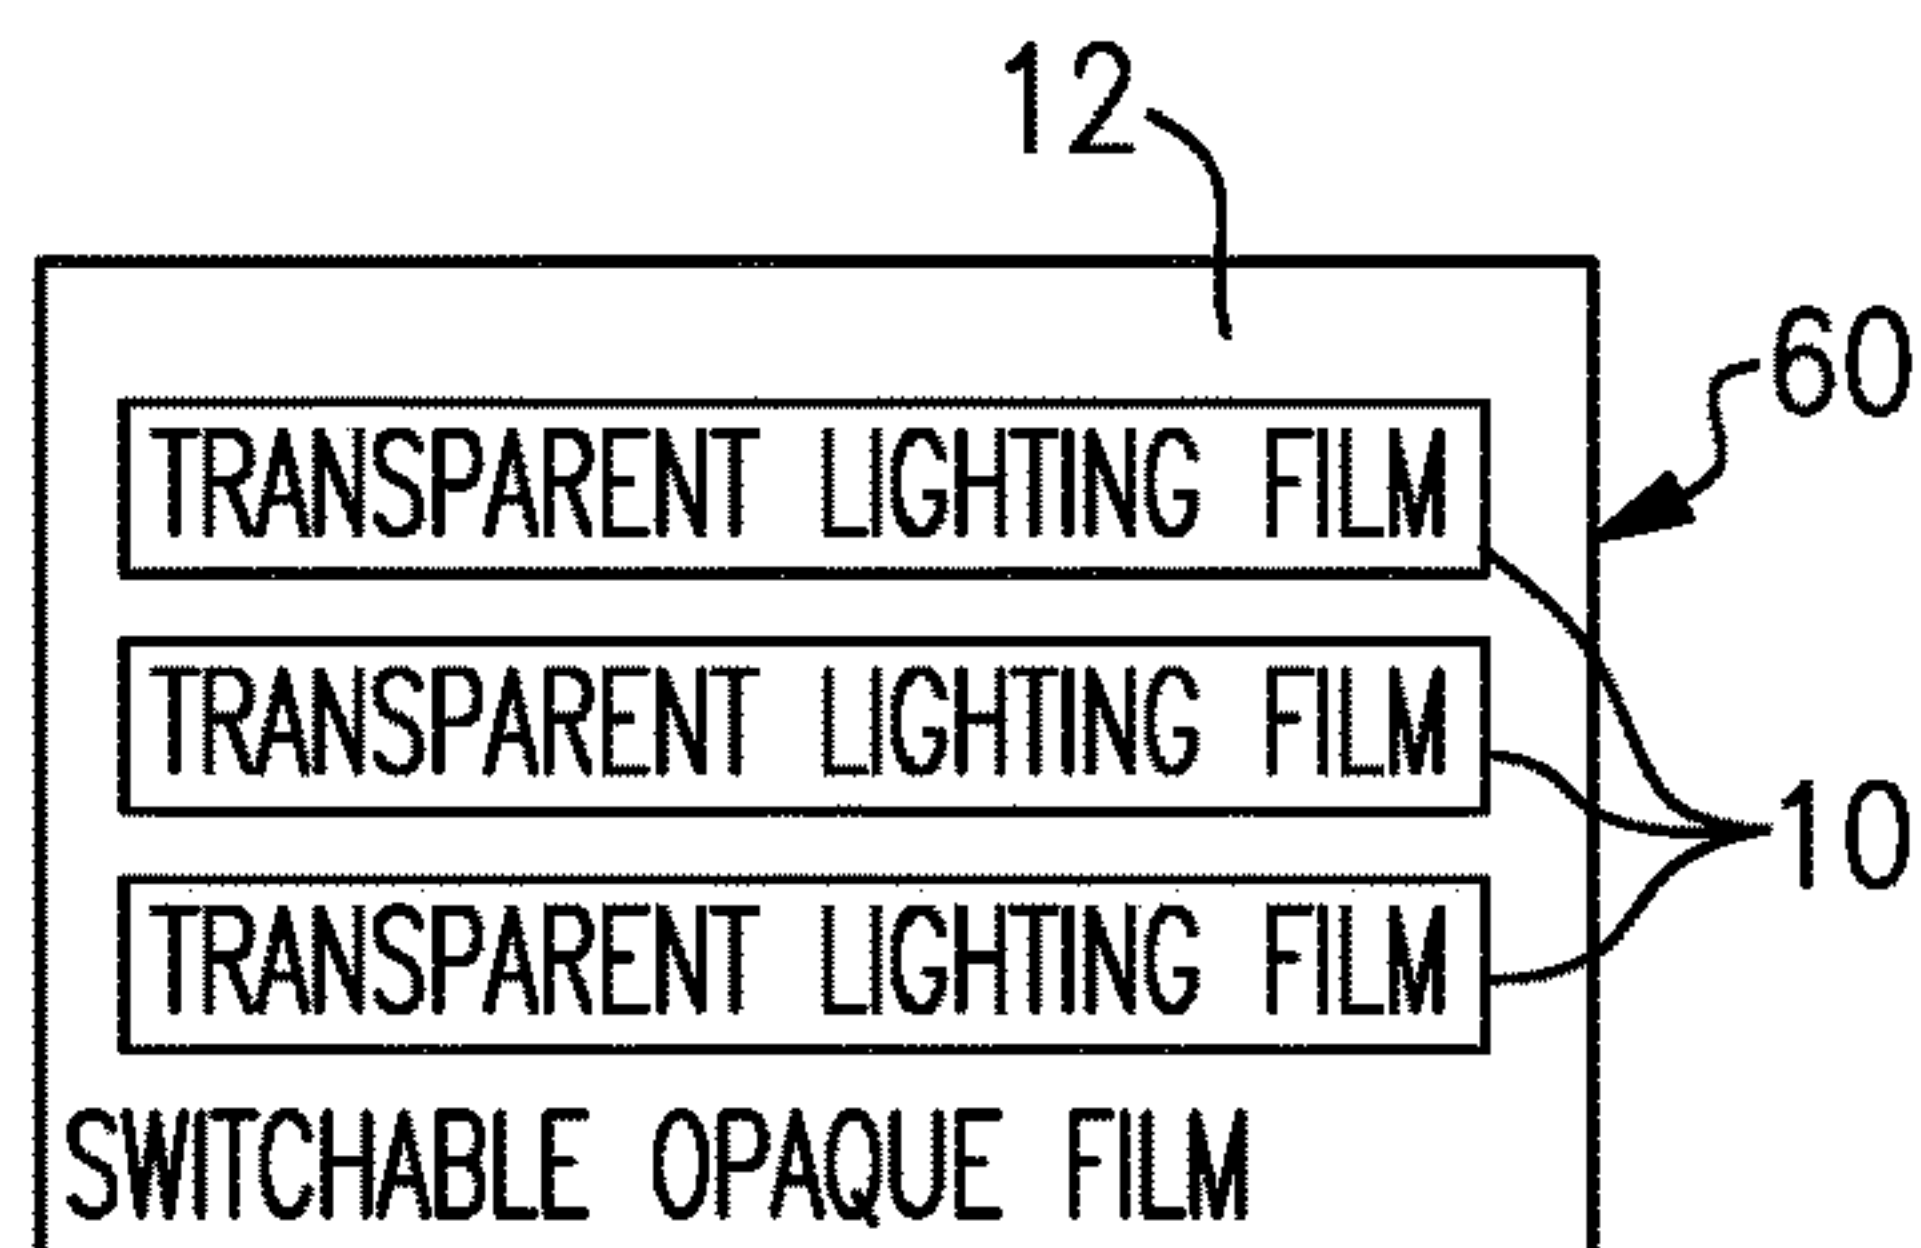 12
60
TRANSPARENT LIGHTING FILM
TRANSPARENT LIGHTING FILM
10
TRANSPARENT LIGHTING FILM
SWITCHABLE OPAQUE FILM